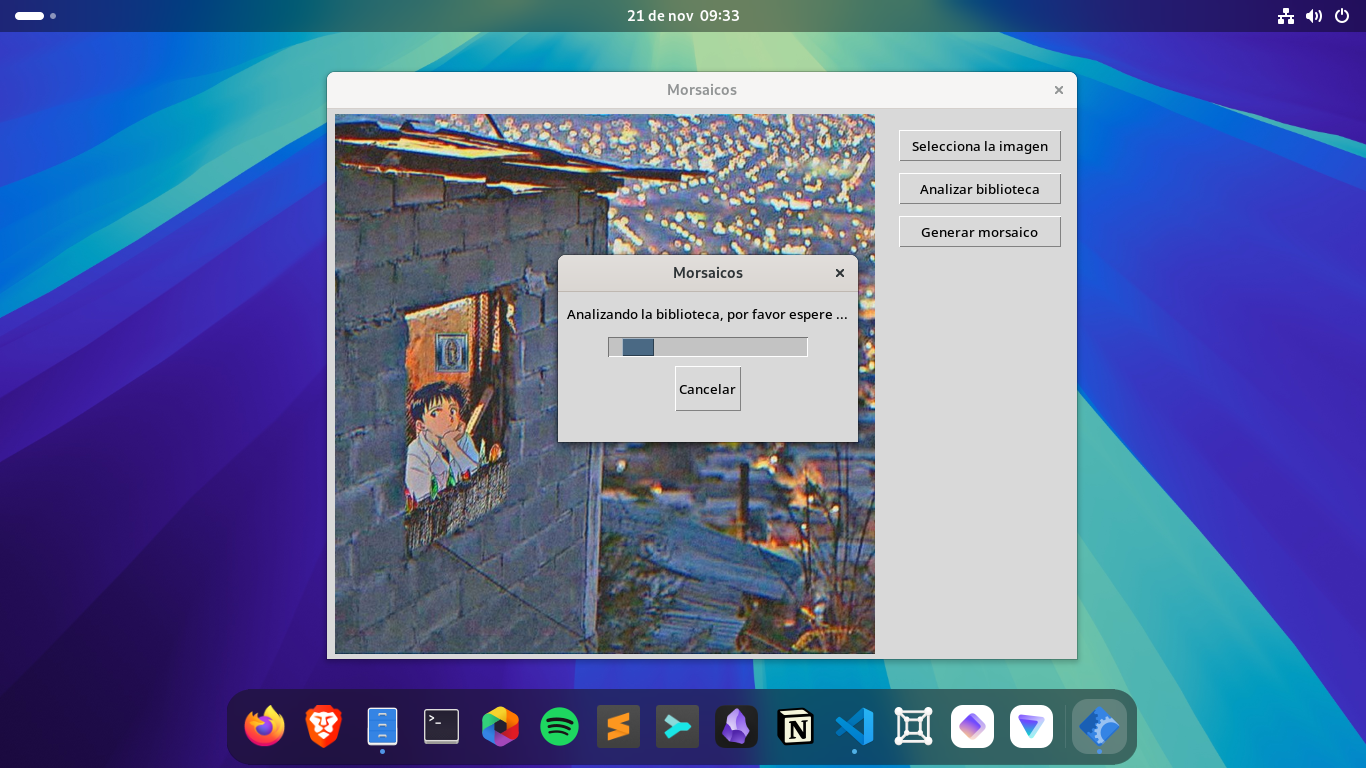 21 de nov 09:33
Morsaicos
Selecciona la imagen
Analizar biblioteca
Generar morsaico
Morsaicos
Analizando la biblioteca, por favor espere ...
Cancelar